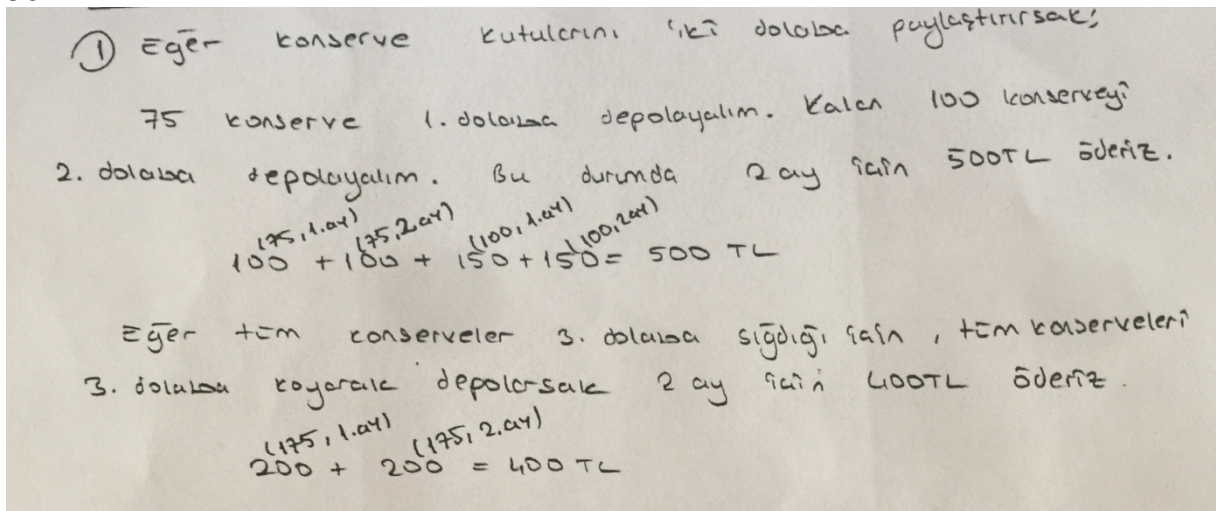 ① Eğer konserve kutularını iki dolaba paylaştırırsak;
75 konserve 1. dolaba depolayalım. Kalan 100 konserveyi
2. dolaba depolayalım. Bu durumda 2 ay için 500TL öderiz.
(75, 1.ay) (75, 2.ay) (100, 1.ay) (100, 2.ay)
100 + 100 + 150 + 150 = 500 TL
Eğer tüm konserveler 3. dolaba sığdığı için, tüm konserveleri
3. dolaba koyarak depolarsak 2 ay için 400TL öderiz.
(175, 1.ay) (175, 2.ay)
200 + 200 = 400 TL